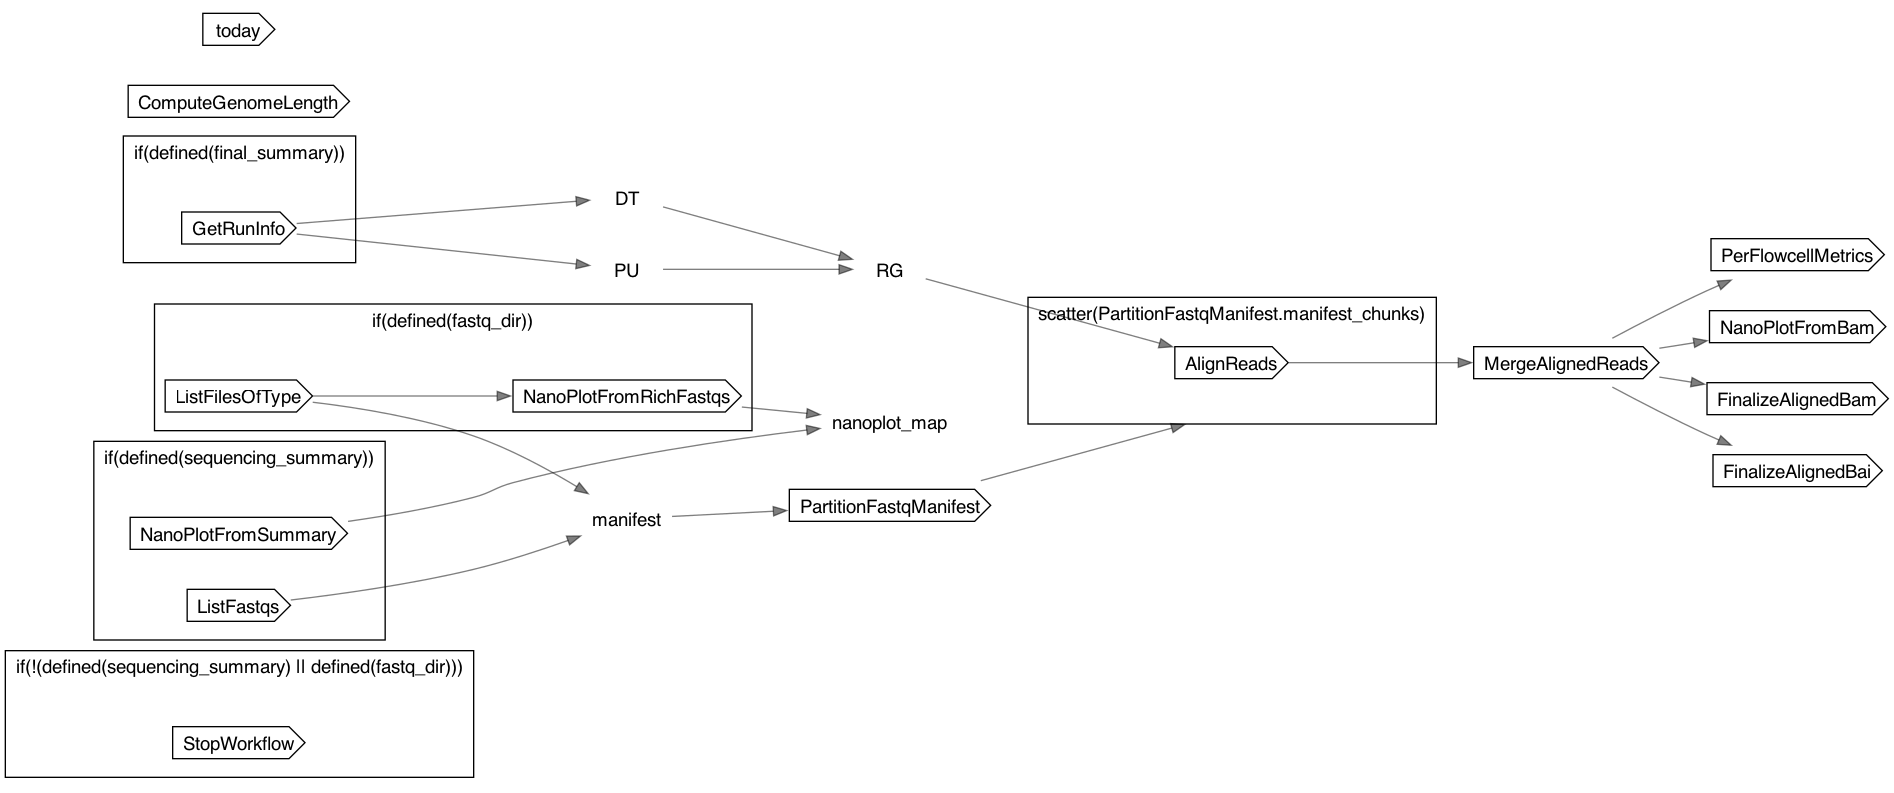 today
ComputeGenomeLength
if(defined(final_summary))
GetRunInfo
DT
PU
RG
if(defined(fastq_dir))
ListFilesOfType
NanoPlotFromRichFastqs
nanoplot_map
if(defined(sequencing_summary))
NanoPlotFromSummary
ListFastqs
manifest
PartitionFastqManifest
scatter(PartitionFastqManifest.manifest_chunks)
AlignReads
MergeAlignedReads
PerFlowcellMetrics
NanoPlotFromBam
FinalizeAlignedBam
FinalizeAlignedBai
if(!(defined(sequencing_summary) || defined(fastq_dir)))
StopWorkflow